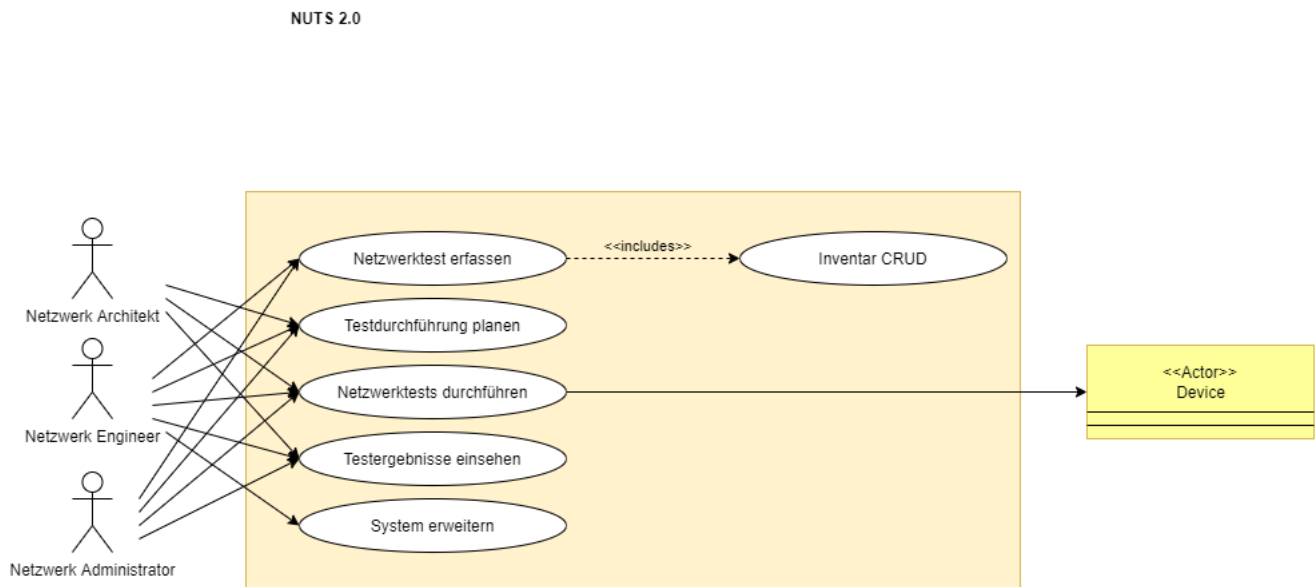 NUTS 2.0
Netzwerk Architekt
Netzwerk Engineer
Netzwerk Administrator
Netzwerktest erfassen
<<includes>>
Inventar CRUD
Testdurchführung planen
Netzwerktests durchführen
Testergebnisse einsehen
System erweitern
<<Actor>>
Device